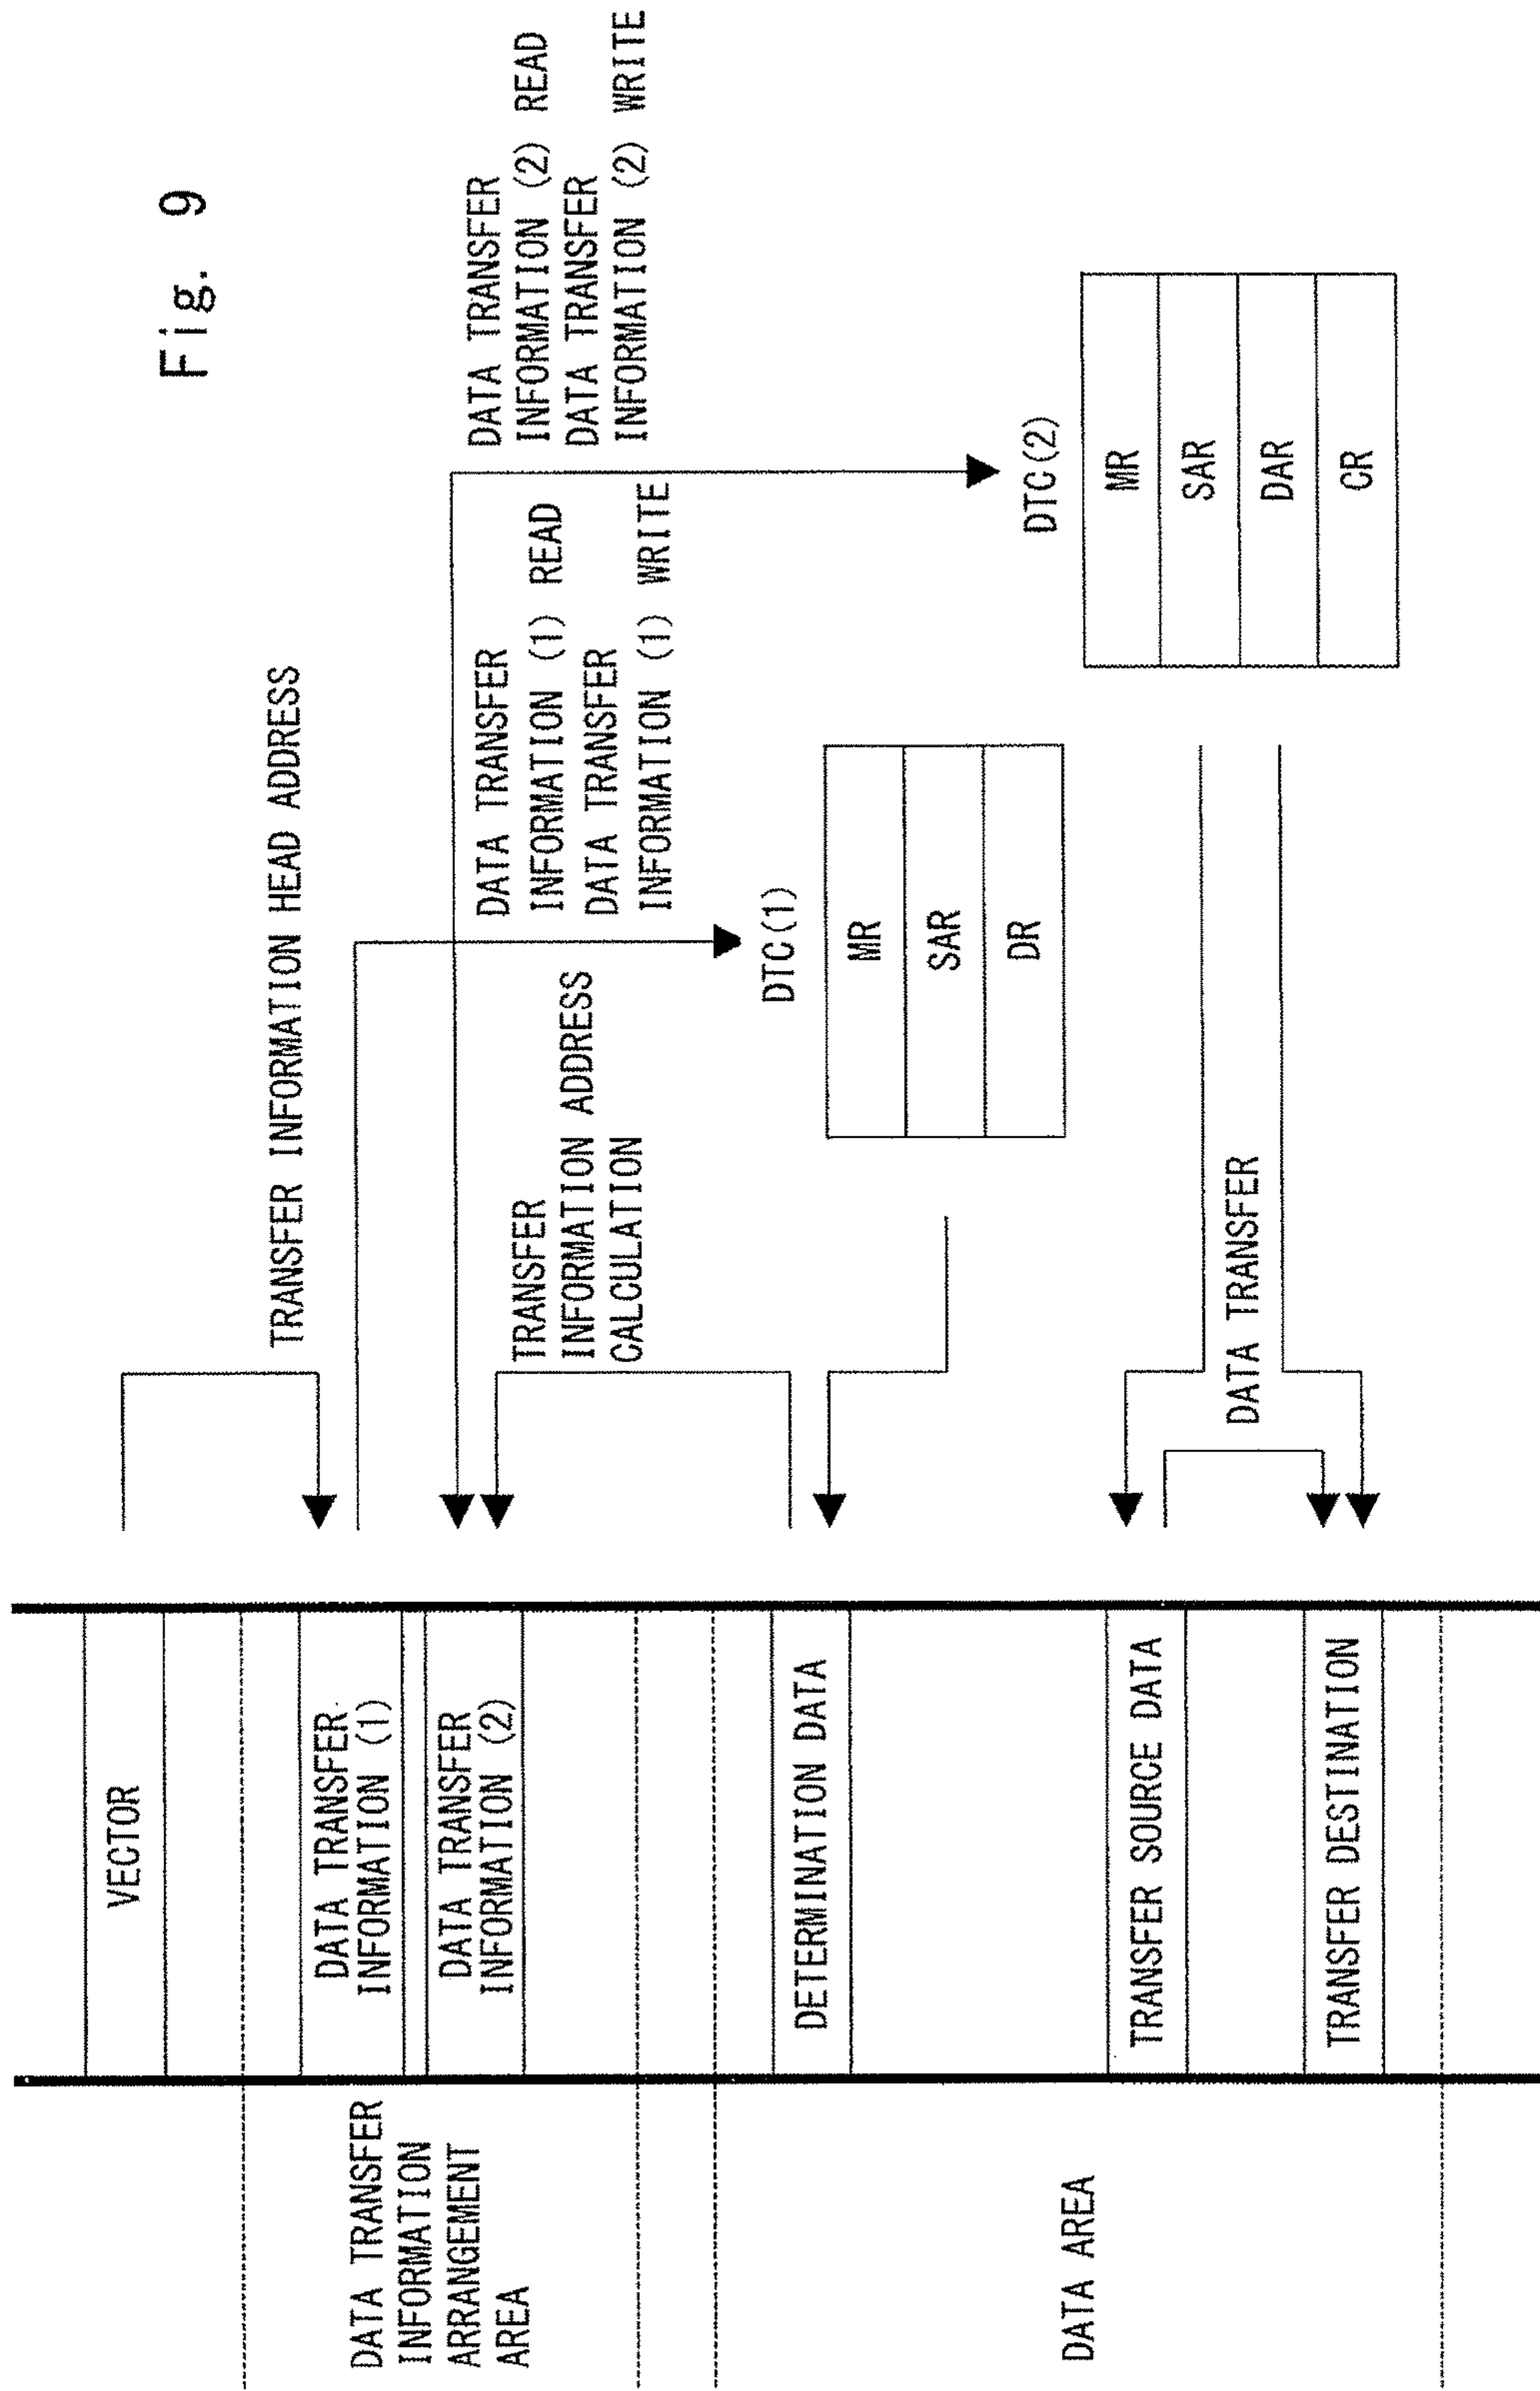 Fig. 9
VECTOR
TRANSFER INFORMATION HEAD ADDRESS
DATA TRANSFER
INFORMATION
ARRANGEMENT
AREA
DATA TRANSFER
INFORMATION (1)
DATA TRANSFER
INFORMATION (2)
TRANSFER
INFORMATION ADDRESS
CALCULATION
DATA TRANSFER
INFORMATION (1) READ
DATA TRANSFER
INFORMATION (1) WRITE
DATA TRANSFER
INFORMATION (2) READ
DATA TRANSFER
INFORMATION (2) WRITE
DTC(1)
MR
SAR
DR
DTC(2)
MR
SAR
DAR
CR
DATA AREA
DETERMINATION DATA
TRANSFER SOURCE DATA
DATA TRANSFER
TRANSFER DESTINATION